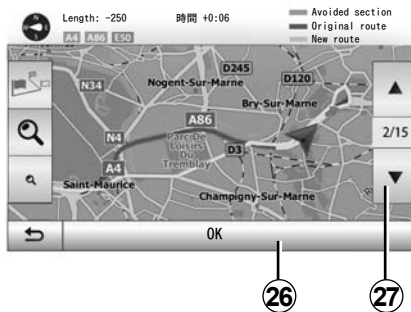 Length: -250 時間 +0:06
A4 A86 E50
Avoided section
Original route
New route
D245
N34
D120
Nogent-Sur-Marne
Bry-Sur-Marne
A86
2/15
N4
Parc De
Loisirs
Du
Tremblay
D3
A4
Saint-Maurice
Champigny-Sur-Marne
OK
26 27